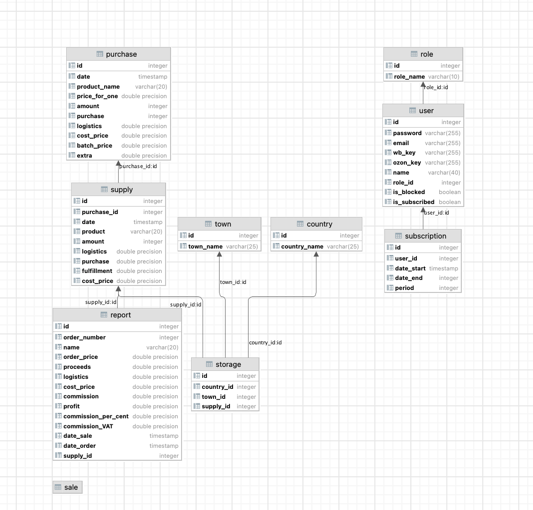 purchase
id integer
date timestamp
product_name varchar(20)
price_for_one double precision
amount integer
purchase integer
logistics double precision
cost_price double precision
batch_price double precision
extra double precision
purchase_id:id
supply
id integer
purchase_id integer
date timestamp
product varchar(20)
amount integer
logistics double precision
purchase double precision
fulfillment double precision
cost_price double precision
supply_id:id
supply_id:id
report
id integer
order_number integer
name varchar(20)
order_price double precision
proceeds double precision
logistics double precision
cost_price double precision
commission double precision
profit double precision
commission_per_cent double precision
commission_VAT double precision
date_sale timestamp
date_order timestamp
supply_id integer
sale
town
id integer
town_name varchar(25)
town_id:id
country
id integer
country_name varchar(25)
country_id:id
storage
id integer
country_id integer
town_id integer
supply_id integer
role
id integer
role_name varchar(10)
role_id:id
user
id integer
password varchar(255)
email varchar(255)
wb_key varchar(255)
ozon_key varchar(255)
name varchar(40)
role_id integer
is_blocked boolean
is_subscribed boolean
user_id:id
subscription
id integer
user_id integer
date_start timestamp
date_end integer
period integer